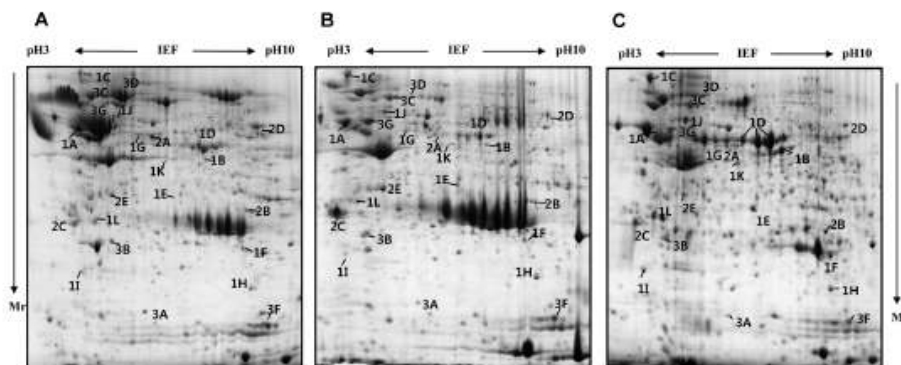 A B C
pH3 IEF pH10 pH3 IEF pH10 pH3 IEF pH10
1C 3D
3C
3G 1J
1A 1G 2A 1D 2D
1B
1K
2E 1E
2C 1L 2B
3B
1F
1I 1H
3A 3F
Mr
1C 3D
3C
1J
3G 1D 2D
1A 1G
2A 1B
1K
2E 1E
1L 2B
2C
3B 1F
1I 1H
3A 3F
1C
3D
3C
1J 1D
3G 2D
1A
1G 2A 1B
1K
1L 2E
1E
2C 2B
3B
1F
1I
1H
3A 3F
M